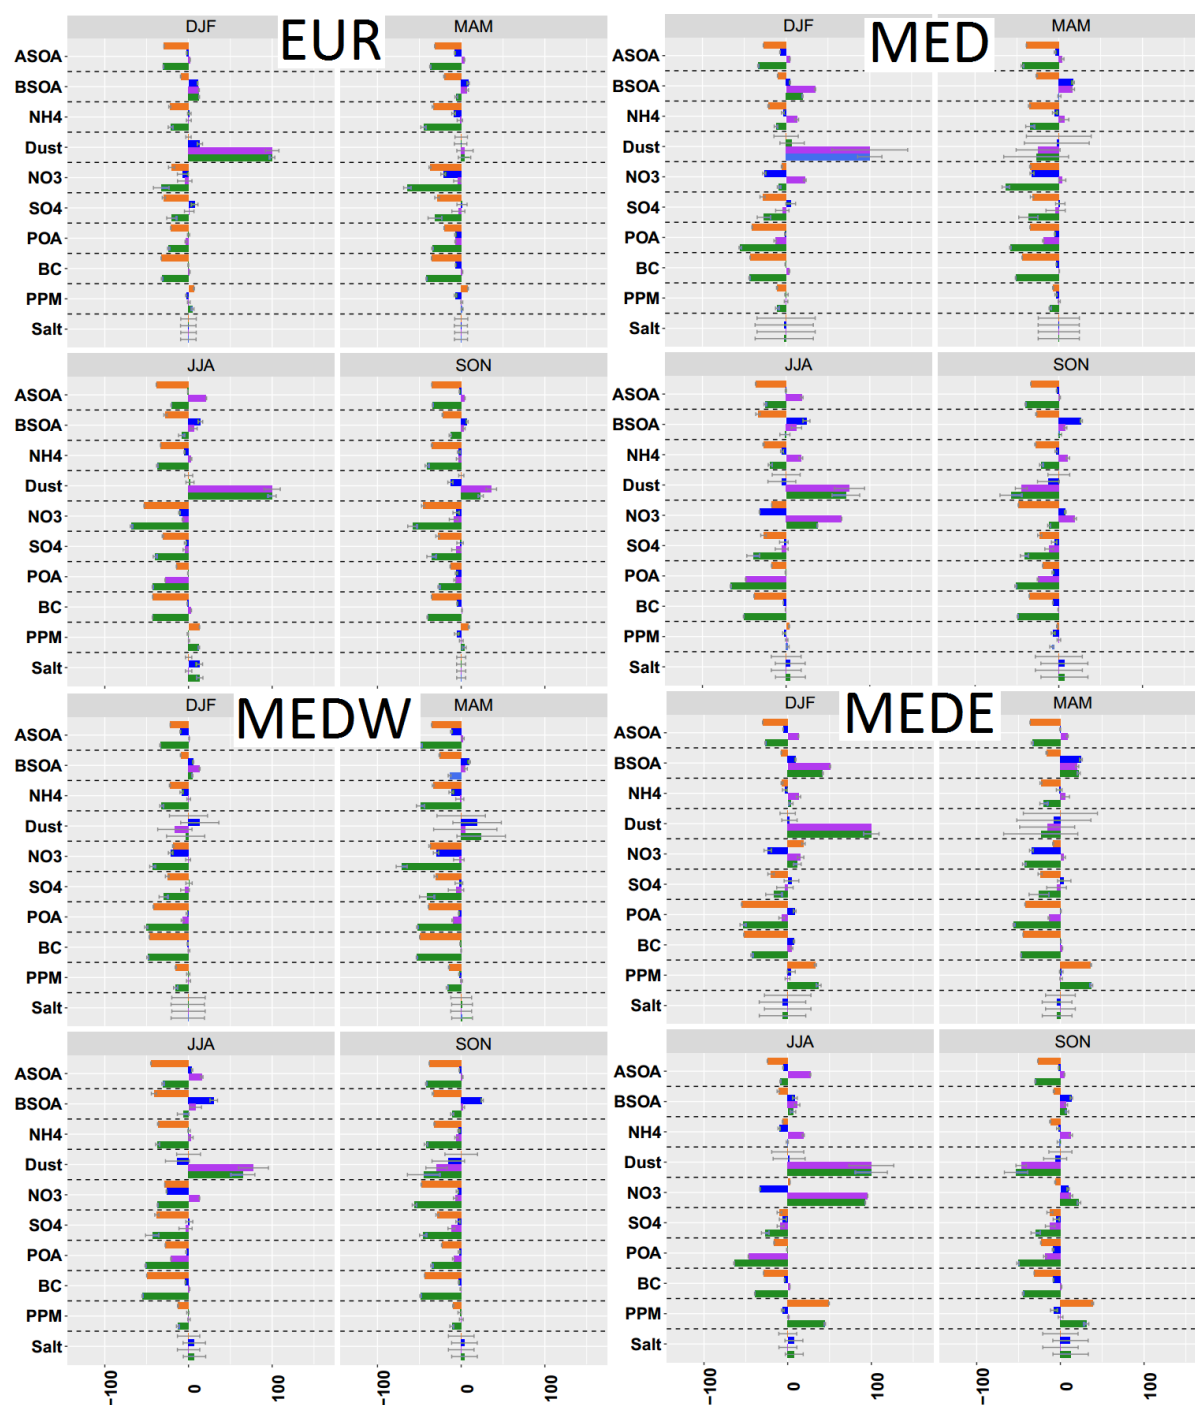 EUR
DJF
MAM
ASOA
BSOA
NH4
Dust
NO3
SO4
POA
BC
PPM
Salt
JJA
SON
ASOA
BSOA
NH4
Dust
NO3
SO4
POA
BC
PPM
Salt
MED
DJF
MAM
ASOA
BSOA
NH4
Dust
NO3
SO4
POA
BC
PPM
Salt
JJA
SON
ASOA
BSOA
NH4
Dust
NO3
SO4
POA
BC
PPM
Salt
MEDW
DJF
MAM
ASOA
BSOA
NH4
Dust
NO3
SO4
POA
BC
PPM
Salt
JJA
SON
ASOA
BSOA
NH4
Dust
NO3
SO4
POA
BC
PPM
Salt
-100 0 100 -100 0 100
MEDE
DJF
MAM
ASOA
BSOA
NH4
Dust
NO3
SO4
POA
BC
PPM
Salt
JJA
SON
ASOA
BSOA
NH4
Dust
NO3
SO4
POA
BC
PPM
Salt
-100 0 100 -100 0 100